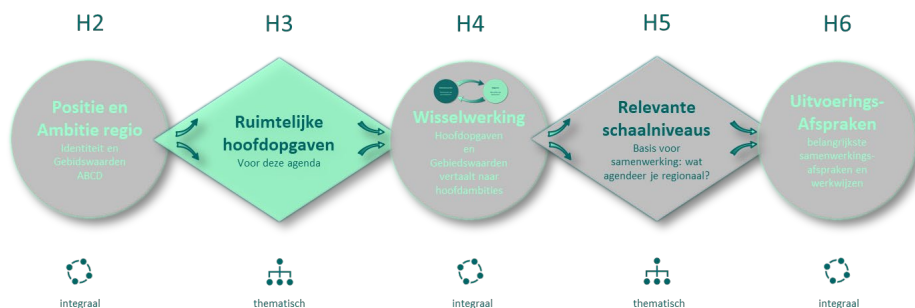 H2
H3
H4
H5
H6
Positie en
Ambitie regio
Identiteit en
Gebidswaarden
ABCD
Ruimtelijke
hoofdopgaven
Voor deze agenda
Wisselwerking
Hoofdopgaven
en
Gebiedswaarden
vertaalt naar
hoofdambities
Relevante
schaalniveaus
Basis voor
samenwerking: wat
agendeer je regionaal?
Uitvoerings-
Afspraken
belangrijkste
samenwerkings-
afspraken en
werkwijzen
integraal
thematisch
integraal
thematisch
integraal